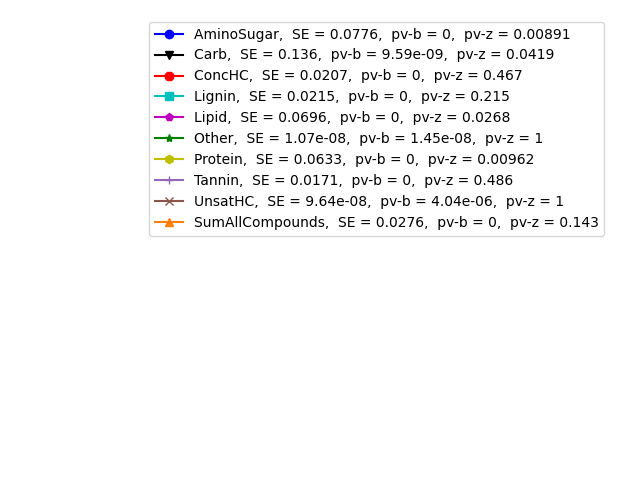 AminoSugar,  SE = 0.0776,  pv-b = 0,  pv-z = 0.00891
Carb,  SE = 0.136,  pv-b = 9.59e-09,  pv-z = 0.0419
ConcHC,  SE = 0.0207,  pv-b = 0,  pv-z = 0.467
Lignin,  SE = 0.0215,  pv-b = 0,  pv-z = 0.215
Lipid,  SE = 0.0696,  pv-b = 0,  pv-z = 0.0268
Other,  SE = 1.07e-08,  pv-b = 1.45e-08,  pv-z = 1
Protein,  SE = 0.0633,  pv-b = 0,  pv-z = 0.00962
Tannin,  SE = 0.0171,  pv-b = 0,  pv-z = 0.486
UnsatHC,  SE = 9.64e-08,  pv-b = 4.04e-06,  pv-z = 1
SumAllCompounds,  SE = 0.0276,  pv-b = 0,  pv-z = 0.143